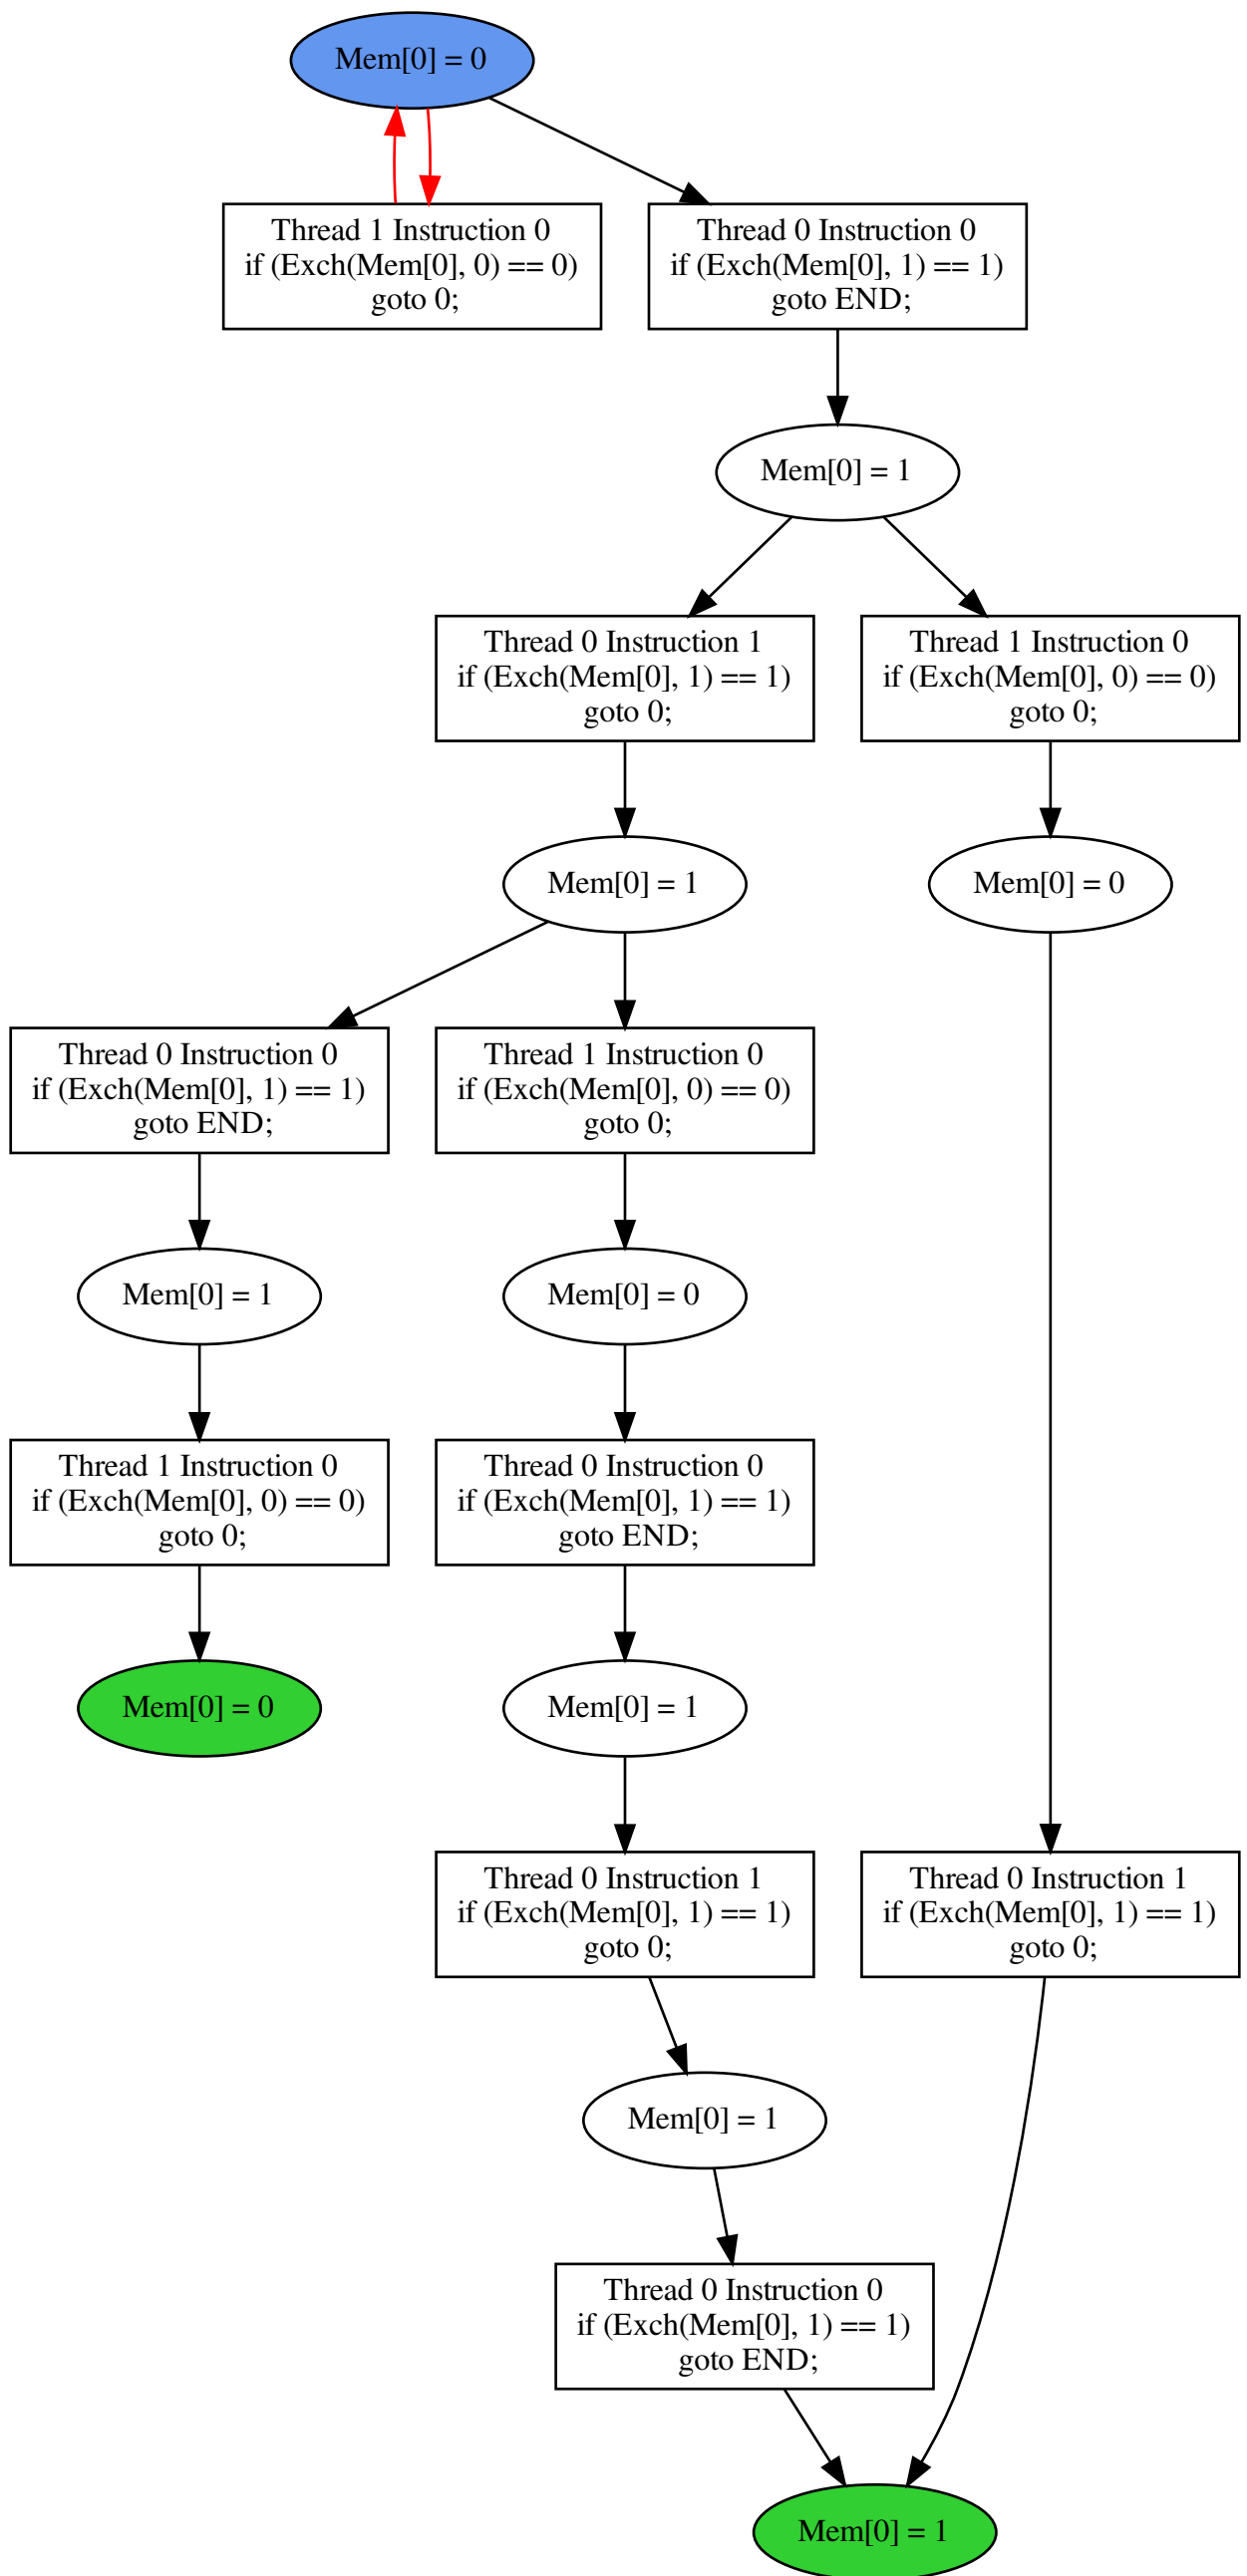 Mem[0] = 0
Thread 1 Instruction 0
if (Exch(Mem[0], 0) == 0)
goto 0;
Thread 0 Instruction 0
if (Exch(Mem[0], 1) == 1)
goto END;
Mem[0] = 1
Thread 0 Instruction 1
if (Exch(Mem[0], 1) == 1)
goto 0;
Thread 1 Instruction 0
if (Exch(Mem[0], 0) == 0)
goto 0;
Mem[0] = 1
Mem[0] = 0
Thread 0 Instruction 0
if (Exch(Mem[0], 1) == 1)
goto END;
Thread 1 Instruction 0
if (Exch(Mem[0], 0) == 0)
goto 0;
Mem[0] = 1
Mem[0] = 0
Thread 1 Instruction 0
if (Exch(Mem[0], 0) == 0)
goto 0;
Thread 0 Instruction 0
if (Exch(Mem[0], 1) == 1)
goto END;
Mem[0] = 0
Mem[0] = 1
Thread 0 Instruction 1
if (Exch(Mem[0], 1) == 1)
goto 0;
Thread 0 Instruction 1
if (Exch(Mem[0], 1) == 1)
goto 0;
Mem[0] = 1
Thread 0 Instruction 0
if (Exch(Mem[0], 1) == 1)
goto END;
Mem[0] = 1